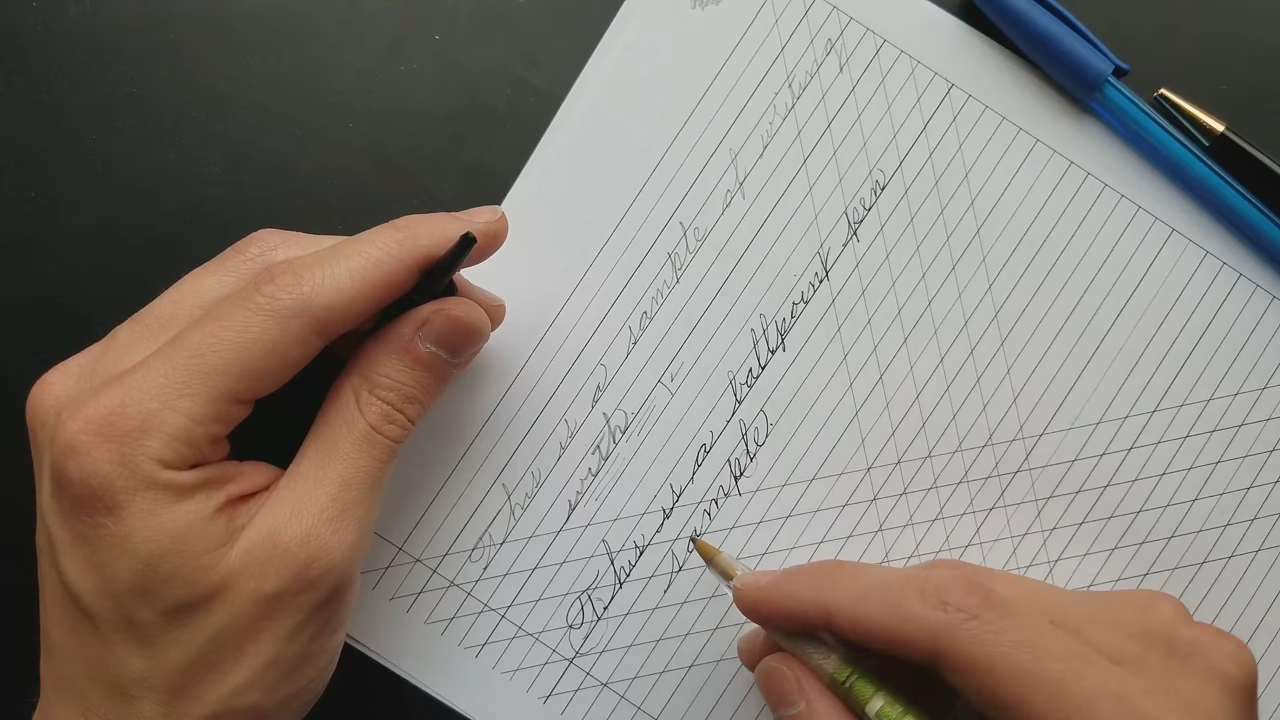 This is a sample of writing
with. T-
This is a ballpoint pen
sample.